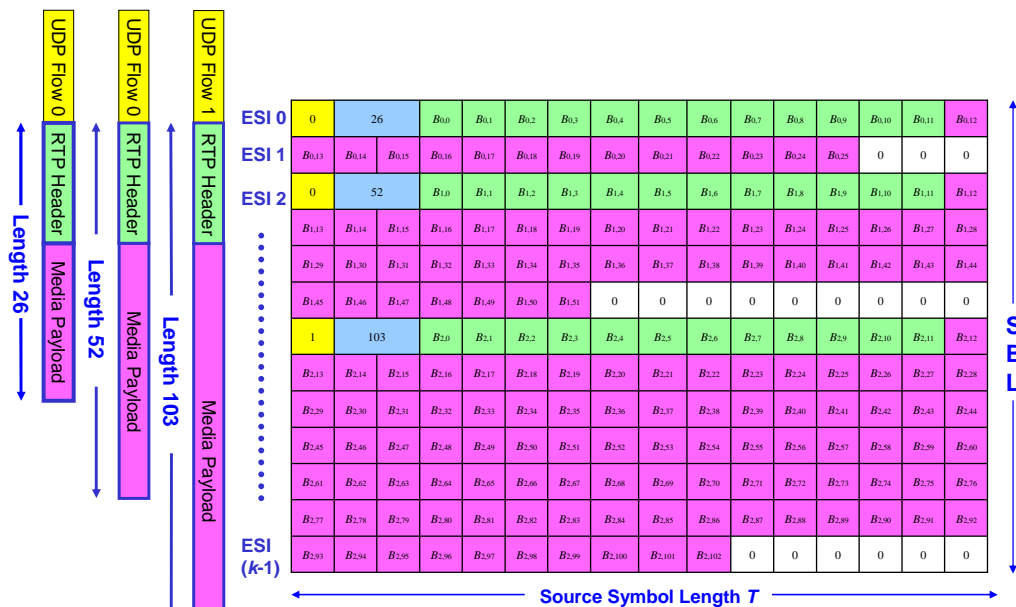 UDP Flow 0
RTP Header
Media Payload
Length 26
UDP Flow 0
RTP Header
Media Payload
Length 52
UDP Flow 1
RTP Header
Media Payload
Length 103
ESI 0 0 26 B0,0 B0,1 B0,2 B0,3 B0,4 B0,5 B0,6 B0,7 B0,8 B0,9 B0,10 B0,11 B0,12
ESI 1 B0,13 B0,14 B0,15 B0,16 B0,17 B0,18 B0,19 B0,20 B0,21 B0,22 B0,23 B0,24 B0,25 0 0 0
ESI 2 0 52 B1,0 B1,1 B1,2 B1,3 B1,4 B1,5 B1,6 B1,7 B1,8 B1,9 B1,10 B1,11 B1,12
B1,13 B1,14 B1,15 B1,16 B1,17 B1,18 B1,19 B1,20 B1,21 B1,22 B1,23 B1,24 B1,25 B1,26 B1,27 B1,28
B1,29 B1,30 B1,31 B1,32 B1,33 B1,34 B1,35 B1,36 B1,37 B1,38 B1,39 B1,40 B1,41 B1,42 B1,43 B1,44
B1,45 B1,46 B1,47 B1,48 B1,49 B1,50 B1,51 0 0 0 0 0 0 0 0 0
1 103 B2,0 B2,1 B2,2 B2,3 B2,4 B2,5 B2,6 B2,7 B2,8 B2,9 B2,10 B2,11 B2,12
B2,13 B2,14 B2,15 B2,16 B2,17 B2,18 B2,19 B2,20 B2,21 B2,22 B2,23 B2,24 B2,25 B2,26 B2,27 B2,28
B2,29 B2,30 B2,31 B2,32 B2,33 B2,34 B2,35 B2,36 B2,37 B2,38 B2,39 B2,40 B2,41 B2,42 B2,43 B2,44
B2,45 B2,46 B2,47 B2,48 B2,49 B2,50 B2,51 B2,52 B2,53 B2,54 B2,55 B2,56 B2,57 B2,58 B2,59 B2,60
B2,61 B2,62 B2,63 B2,64 B2,65 B2,66 B2,67 B2,68 B2,69 B2,70 B2,71 B2,72 B2,73 B2,74 B2,75 B2,76
B2,77 B2,78 B2,79 B2,80 B2,81 B2,82 B2,83 B2,84 B2,85 B2,86 B2,87 B2,88 B2,89 B2,90 B2,91 B2,92
ESI (k-1) B2,93 B2,94 B2,95 B2,96 B2,97 B2,98 B2,99 B2,100 B2,101 B2,102 0 0 0 0 0 0
Source Symbol Length T
S
B
L